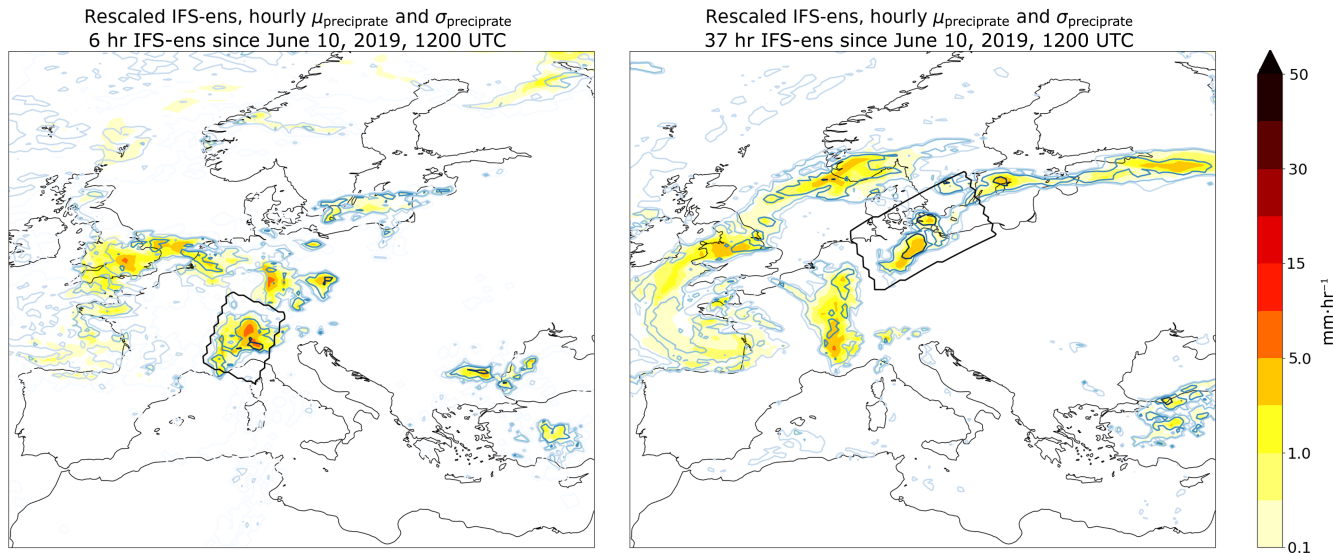 Rescaled IFS-ens, hourly μpreciprate and σpreciprate
6 hr IFS-ens since June 10, 2019, 1200 UTC
Rescaled IFS-ens, hourly μpreciprate and σpreciprate
37 hr IFS-ens since June 10, 2019, 1200 UTC
50
30
15
5.0
1.0
0.1
mm·hr⁻¹